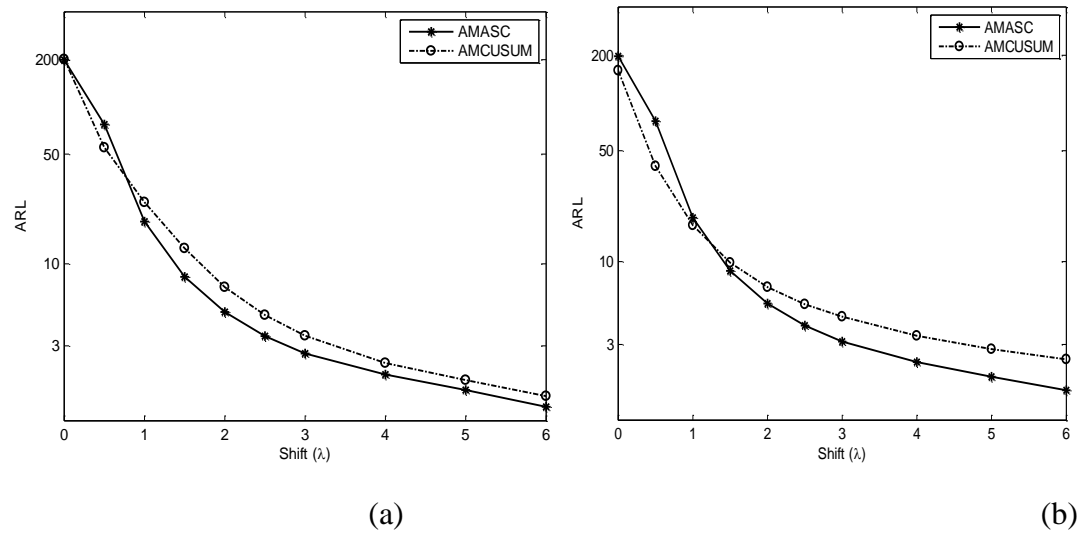 AMASC
AMCUSUM
200
50
10
3
ARL
0 1 2 3 4 5 6
Shift (λ)
(a)
AMASC
AMCUSUM
200
50
10
3
ARL
0 1 2 3 4 5 6
Shift (λ)
(b)